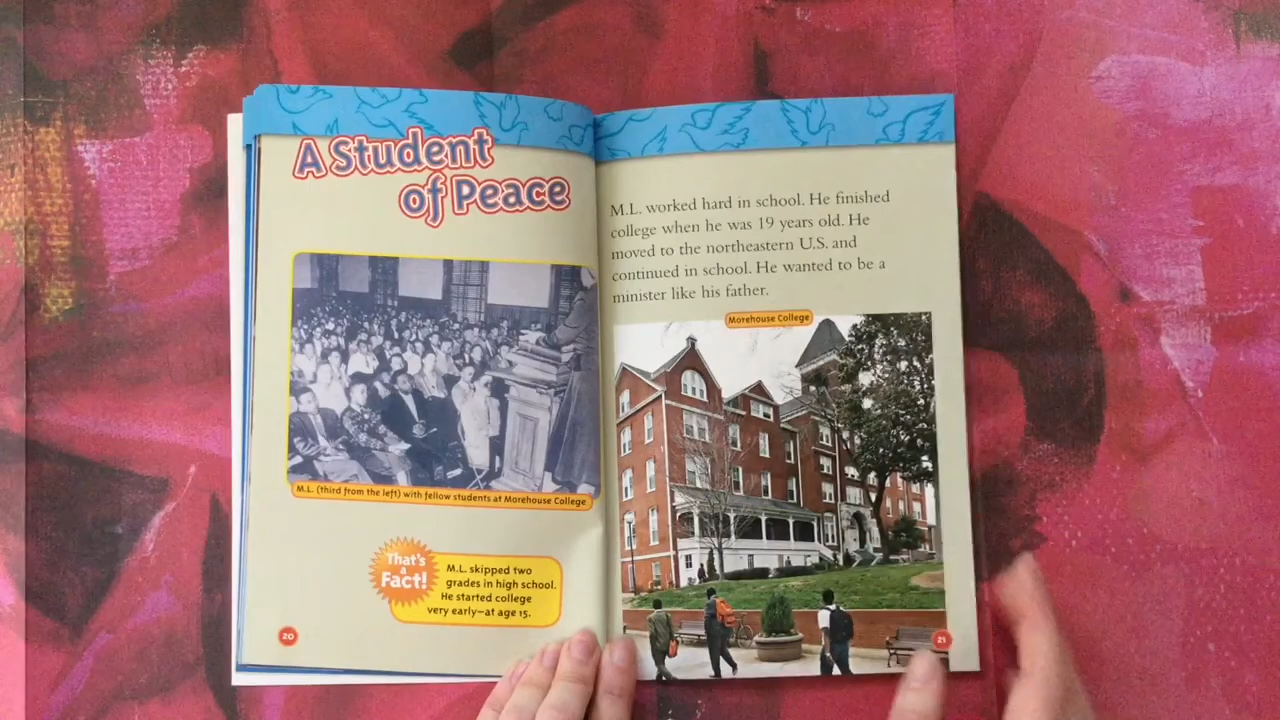 A Student
of Peace
M.L. (third from the left) with fellow students at Morehouse College
That's
a
Fact!
M.L. skipped two
grades in high school.
He started college
very early—at age 15.
20
M.L. worked hard in school. He finished
college when he was 19 years old. He
moved to the northeastern U.S. and
continued in school. He wanted to be a
minister like his father.
Morehouse College
21